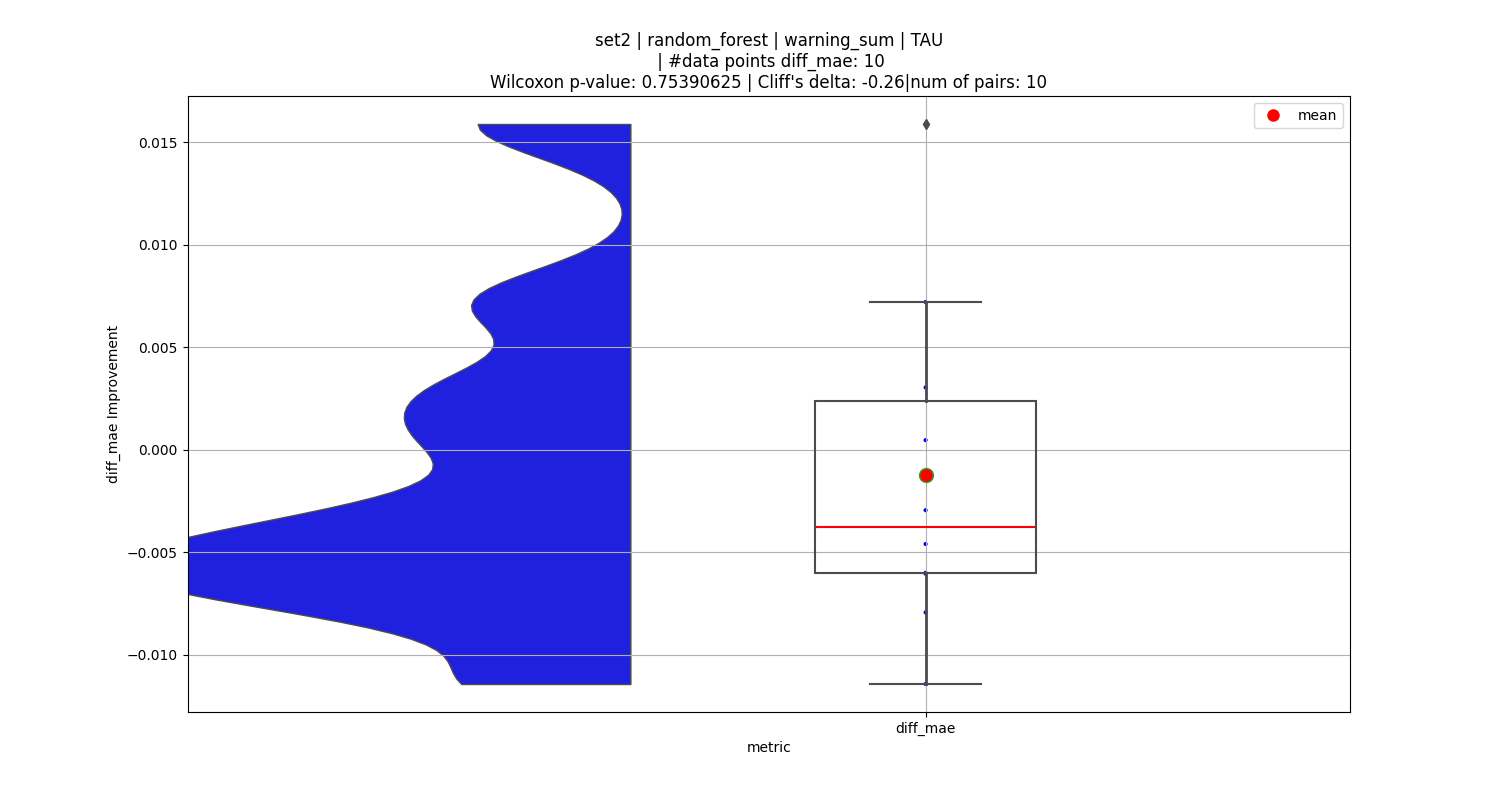 set2 | random_forest | warning_sum | TAU
| #data points diff_mae: 10
Wilcoxon p-value: 0.75390625 | Cliff's delta: -0.26|num of pairs: 10
mean
0.015
0.010
0.005
0.000
−0.005
−0.010
diff_mae Improvement
diff_mae
metric